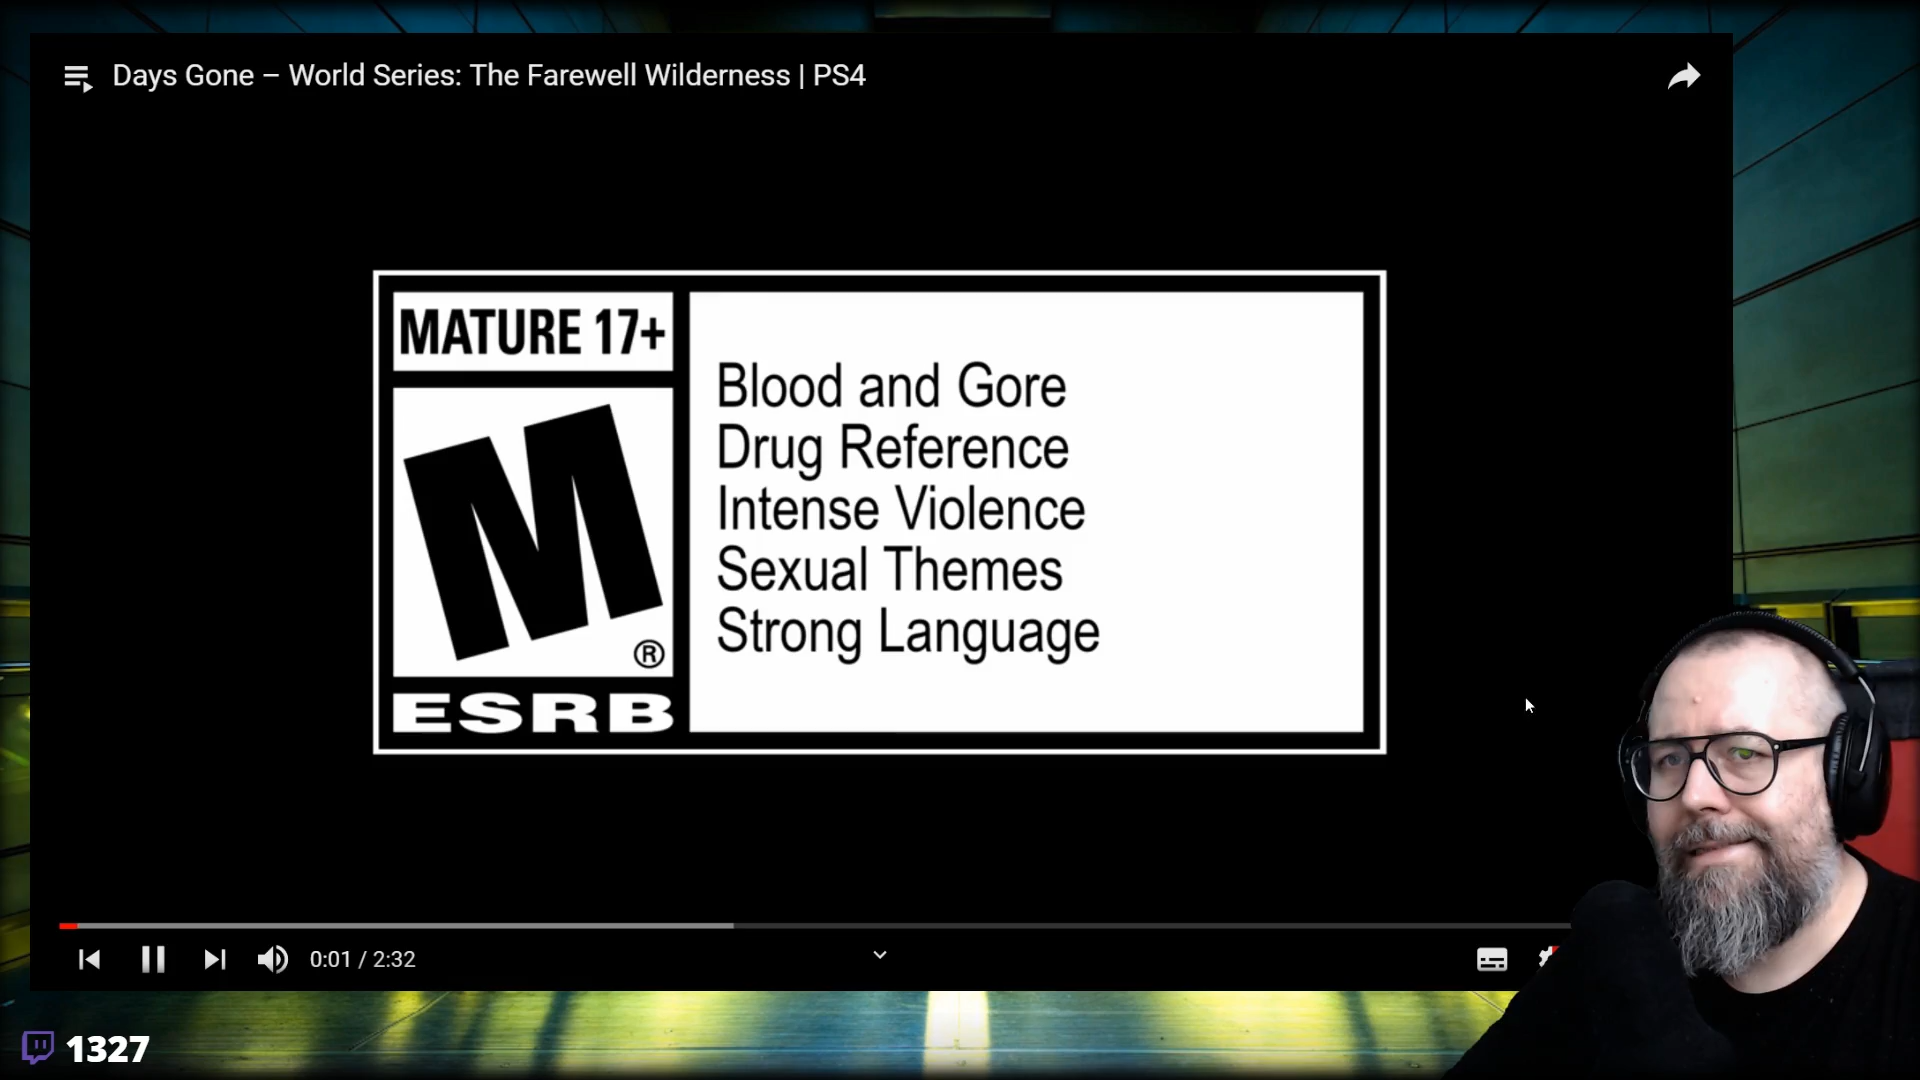 Days Gone – World Series: The Farewell Wilderness | PS4
MATURE 17+
M
®
ESRB
Blood and Gore
Drug Reference
Intense Violence
Sexual Themes
Strong Language
0:01 / 2:32
1327